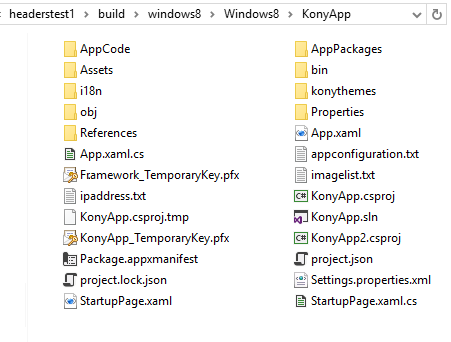 headerstest1 > build > windows8 > Windows8 > KonyApp
AppCode AppPackages
Assets bin
i18n konythemes
obj Properties
References App.xaml
App.xaml.cs appconfiguration.txt
Framework_TemporaryKey.pfx imagelist.txt
ipaddress.txt KonyApp.csproj
KonyApp.csproj.tmp KonyApp.sln
KonyApp_TemporaryKey.pfx KonyApp2.csproj
Package.appxmanifest project.json
project.lock.json Settings.properties.xml
StartupPage.xaml StartupPage.xaml.cs